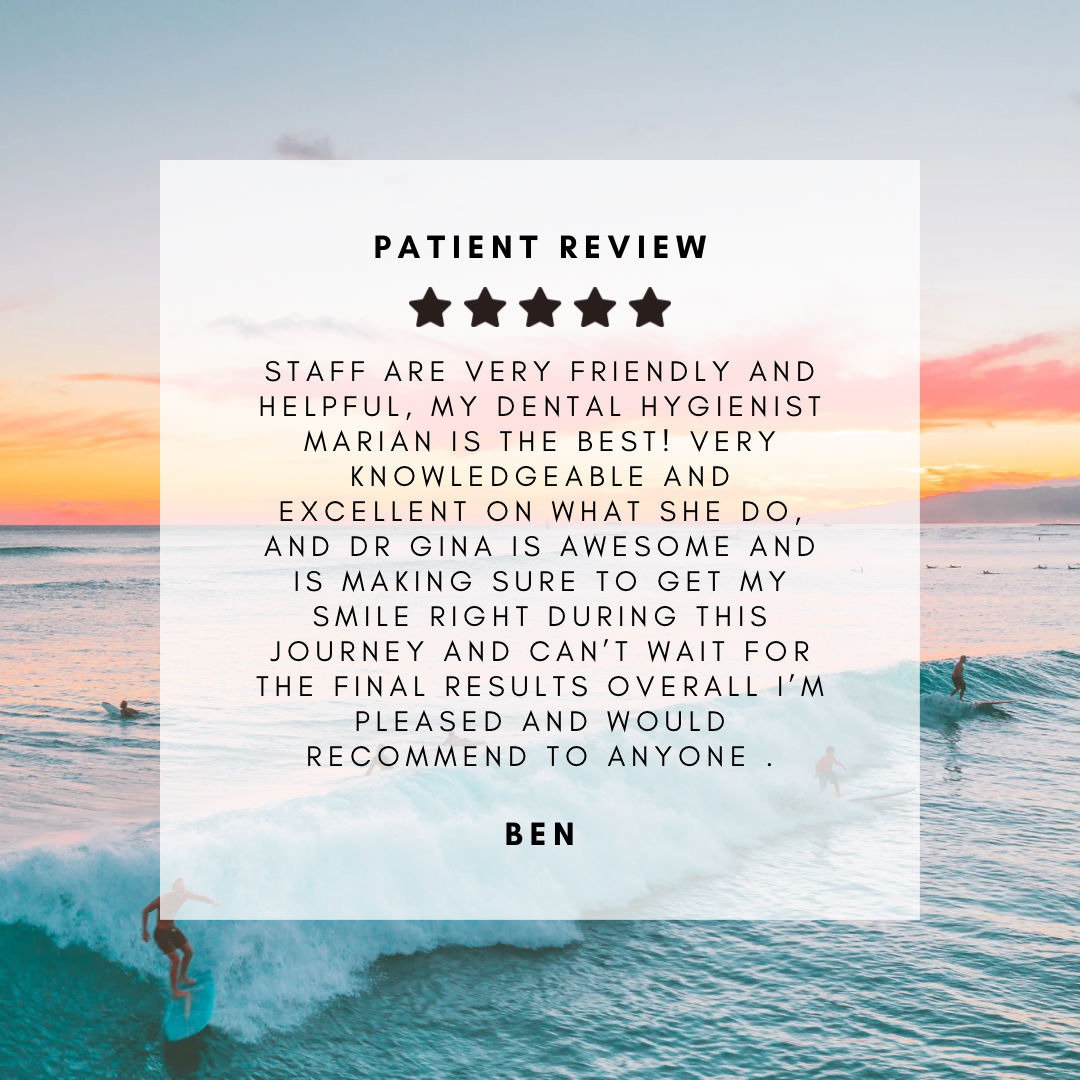 PATIENT REVIEW
STAFF ARE VERY FRIENDLY AND
HELPFUL, MY DENTAL HYGIENIST
MARIAN IS THE BEST! VERY
KNOWLEDGEABLE AND
EXCELLENT ON WHAT SHE DO,
AND DR GINA IS AWESOME AND
IS MAKING SURE TO GET MY
SMILE RIGHT DURING THIS
JOURNEY AND CAN'T WAIT FOR
THE FINAL RESULTS OVERALL I'M
PLEASED AND WOULD
RECOMMEND TO ANYONE .
BEN